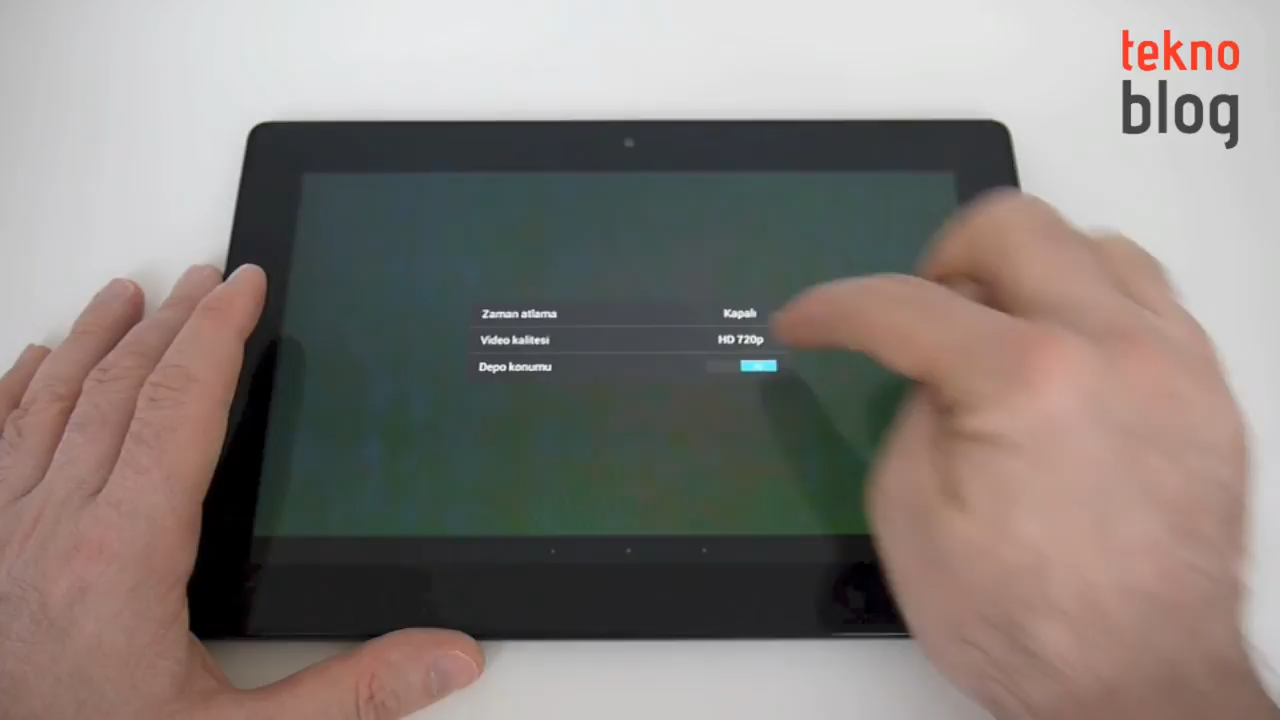 tekno
blog
Zaman atlama Kapalı
Video kalitesi HD 720p
Depo konumu